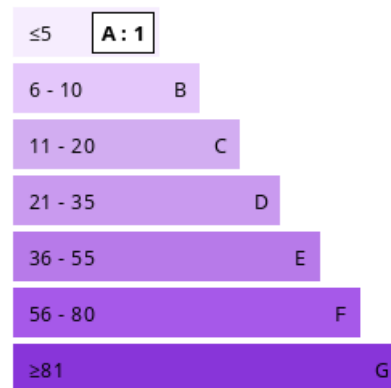 ≤5 A : 1
6 - 10 B
11 - 20 C
21 - 35 D
36 - 55 E
56 - 80 F
≥81 G